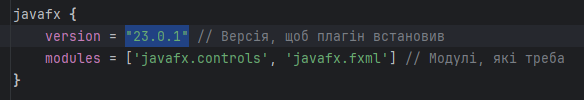 javafx {
    version = "23.0.1" // Версія, щоб плагін встановив
    modules = ['javafx.controls', 'javafx.fxml'] // Модулі, які треба
}